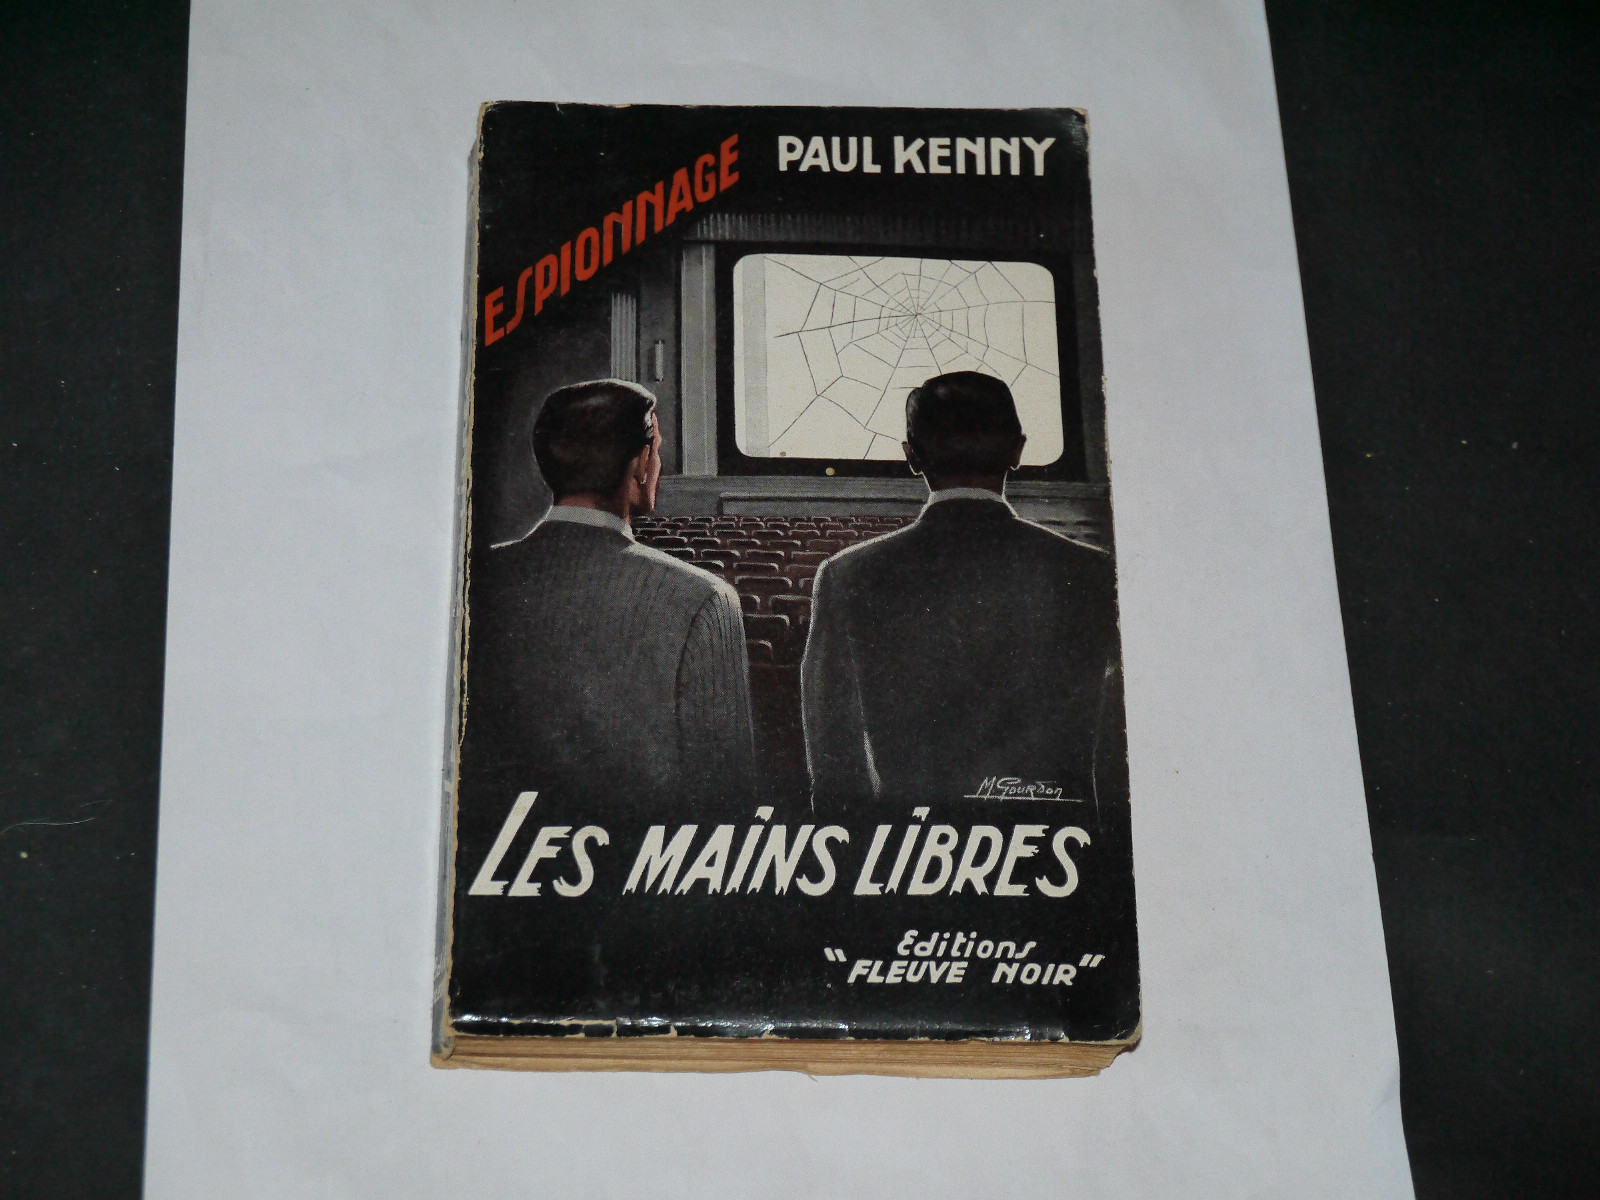 ESPIONNAGE
PAUL KENNY
M Gourdon
LES MAINS LIBRES
Editions
"FLEUVE NOIR"